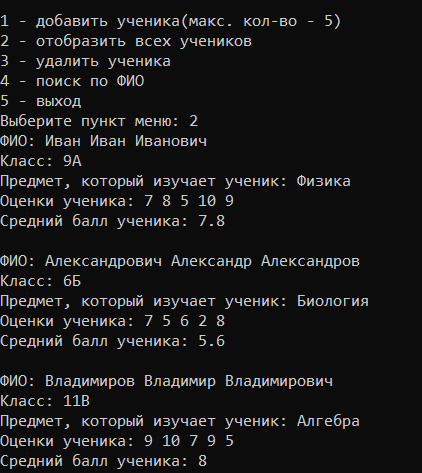 1 - добавить ученика(макс. кол-во - 5)
2 - отобразить всех учеников
3 - удалить ученика
4 - поиск по ФИО
5 - выход
Выберите пункт меню: 2
ФИО: Иван Иван Иванович
Класс: 9А
Предмет, который изучает ученик: Физика
Оценки ученика: 7 8 5 10 9
Средний балл ученика: 7.8
ФИО: Александрович Александр Александров
Класс: 6Б
Предмет, который изучает ученик: Биология
Оценки ученика: 7 5 6 2 8
Средний балл ученика: 5.6
ФИО: Владимиров Владимир Владимирович
Класс: 11В
Предмет, который изучает ученик: Алгебра
Оценки ученика: 9 10 7 9 5
Средний балл ученика: 8